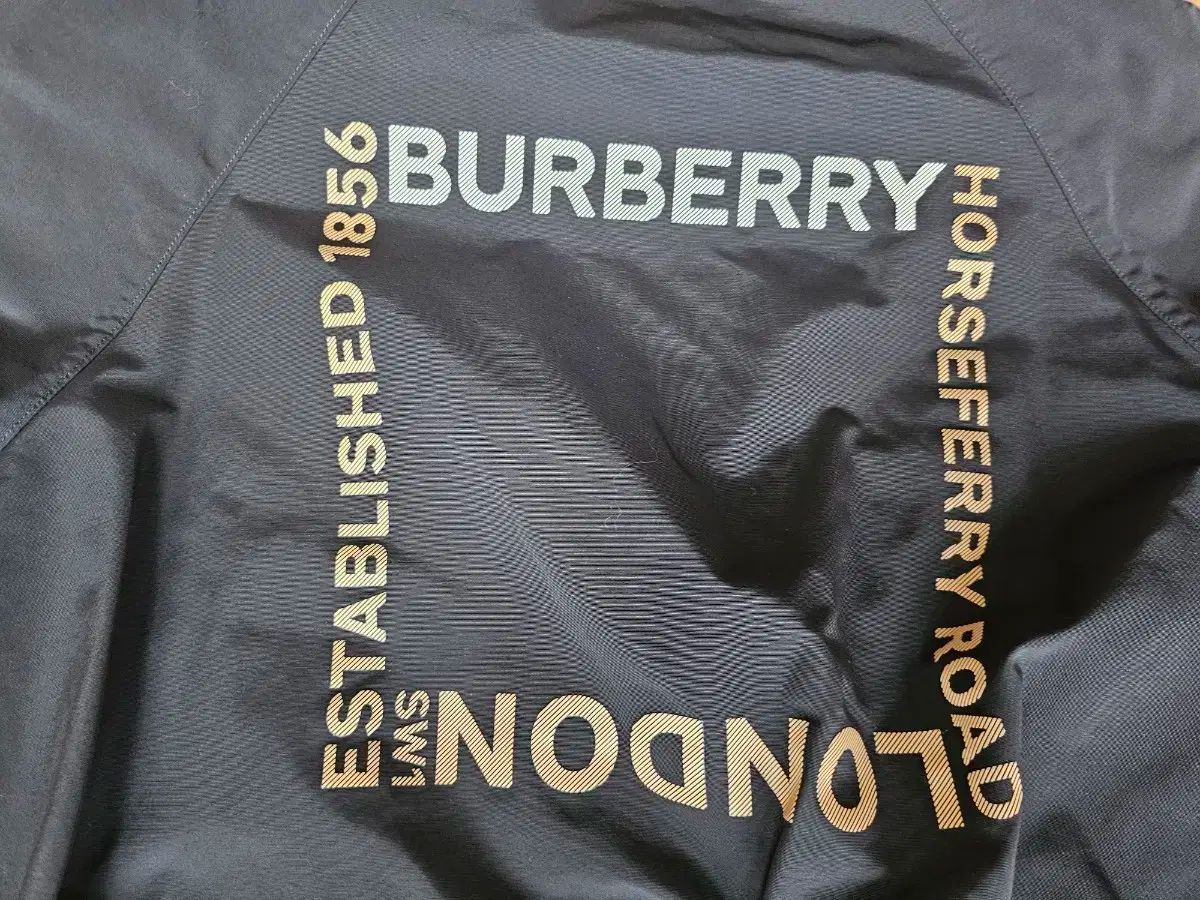 BURBERRY
HORSEFERRY ROAD
LONDON
SW1
ESTABLISHED 1856